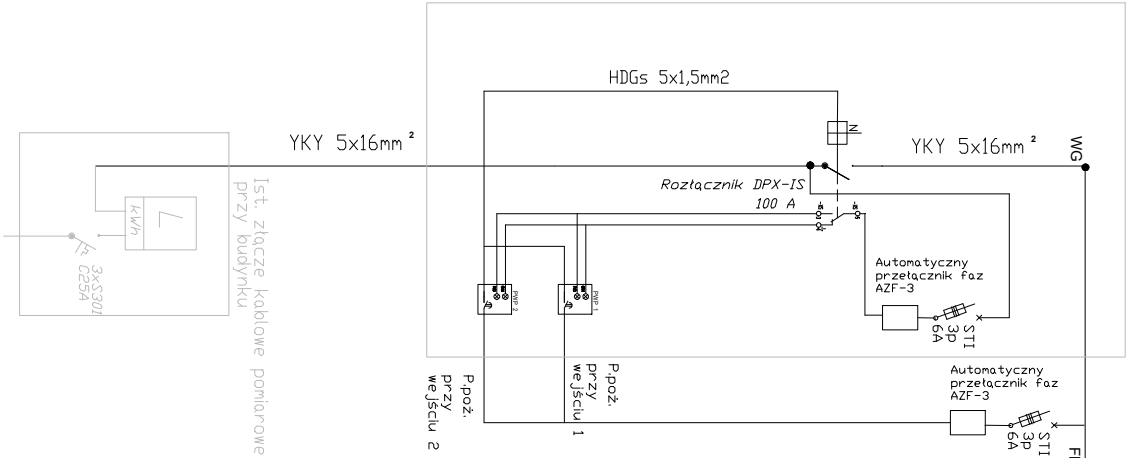 HDGs 5x1,5mm2
YKY 5x16mm²
YKY 5x16mm²
WG
N
Rozłącznik DPX-IS
100 A
kWh
3xS301
C25A
Ist. złącze kablowe pomiarowe
przy budynku
PWP 2
PWP 1
Automatyczny
przełącznik faz
AZF-3
STI
3p
6A
P.poż.
przy
wejściu 1
P.poż.
przy
wejściu 2
Automatyczny
przełącznik faz
AZF-3
STI
3p
6A